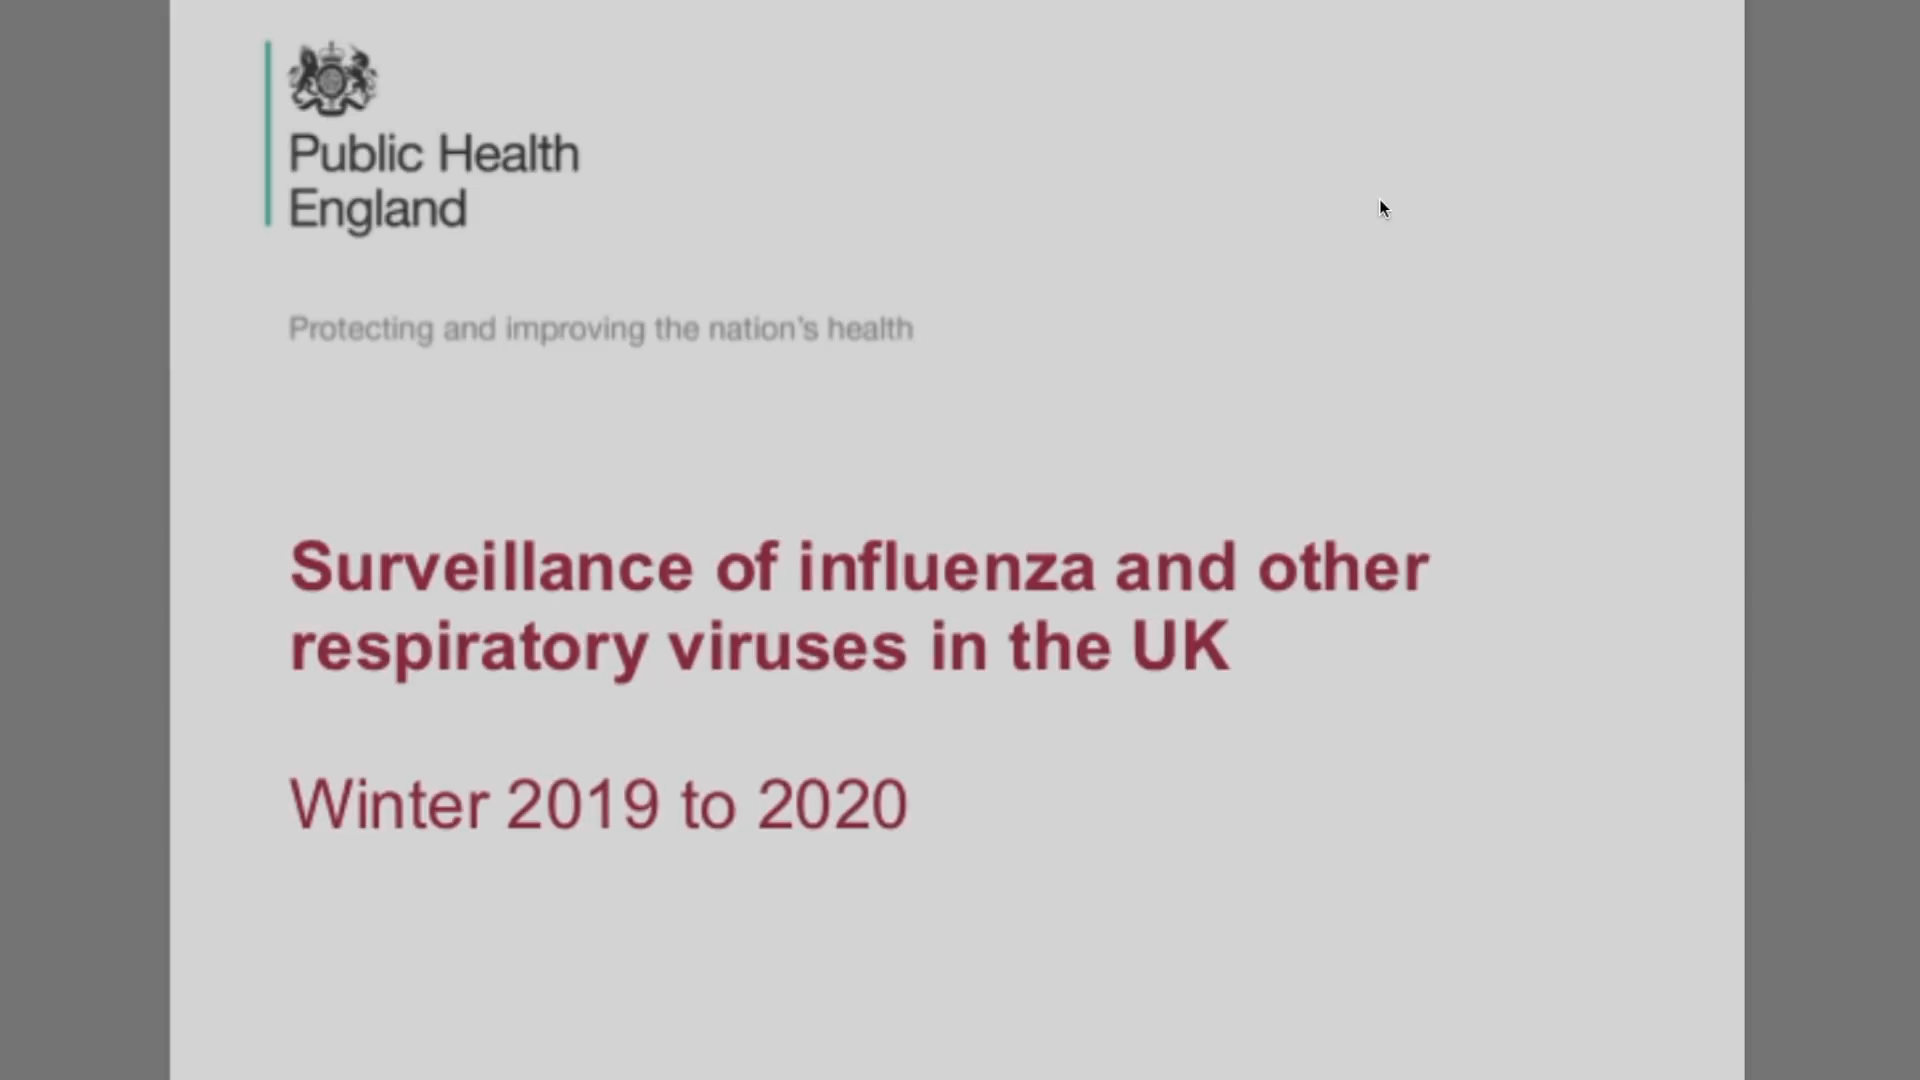 Public Health
England
Protecting and improving the nation's health
Surveillance of influenza and other
respiratory viruses in the UK
Winter 2019 to 2020